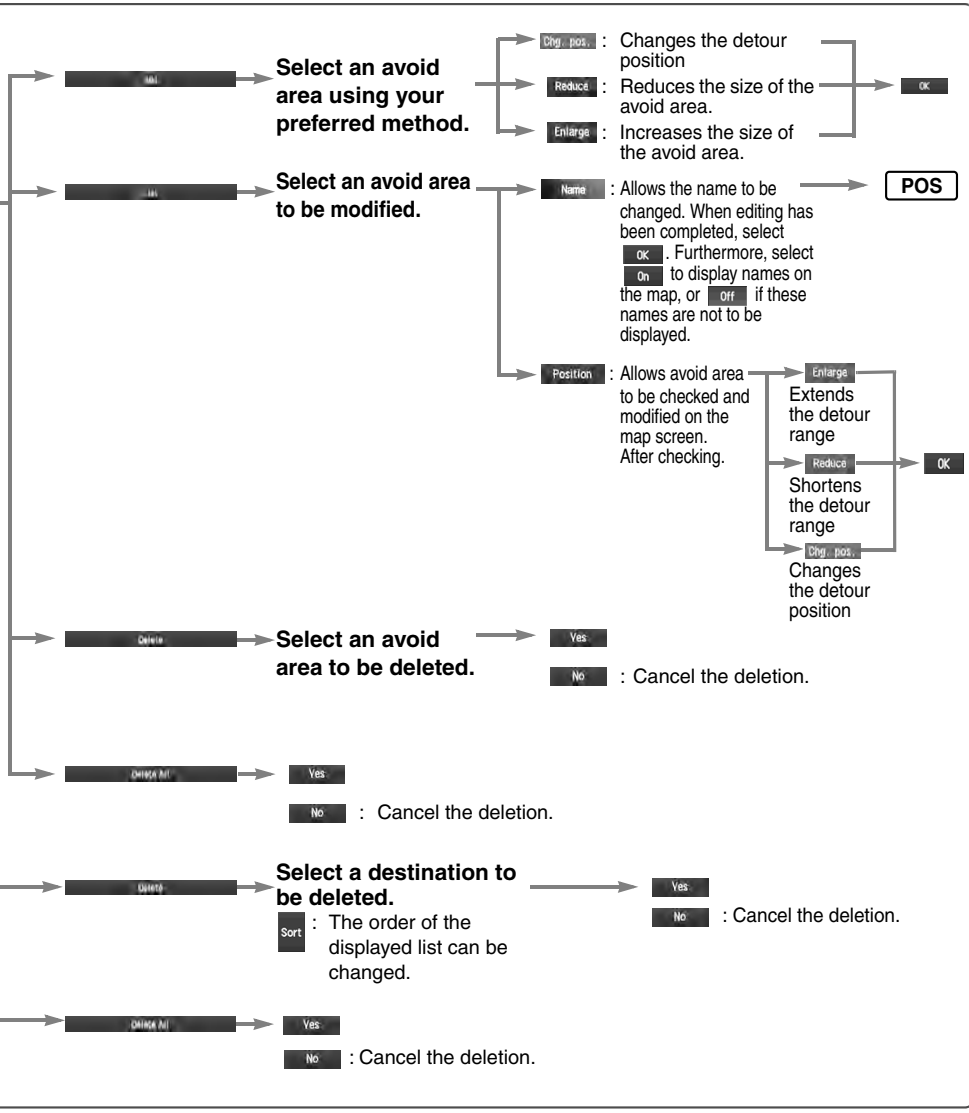 Select an avoid
area using your
preferred method.
Chg. pos. : Changes the detour
position
Reduce : Reduces the size of the
avoid area.
Enlarge : Increases the size of
the avoid area.
OK
Select an avoid area
to be modified.
Name : Allows the name to be
changed. When editing has
been completed, select
OK . Furthermore, select
On to display names on
the map, or Off if these
names are not to be
displayed.
POS
Position : Allows avoid area
to be checked and
modified on the
map screen.
After checking.
Enlarge
Extends
the detour
range
Reduce
Shortens
the detour
range
Chg. pos.
Changes
the detour
position
OK
Delete
Select an avoid
area to be deleted.
Yes
No : Cancel the deletion.
Delete All
Yes
No : Cancel the deletion.
Delete
Select a destination to
be deleted.
Sort : The order of the
displayed list can be
changed.
Yes
No : Cancel the deletion.
Delete All
Yes
No : Cancel the deletion.